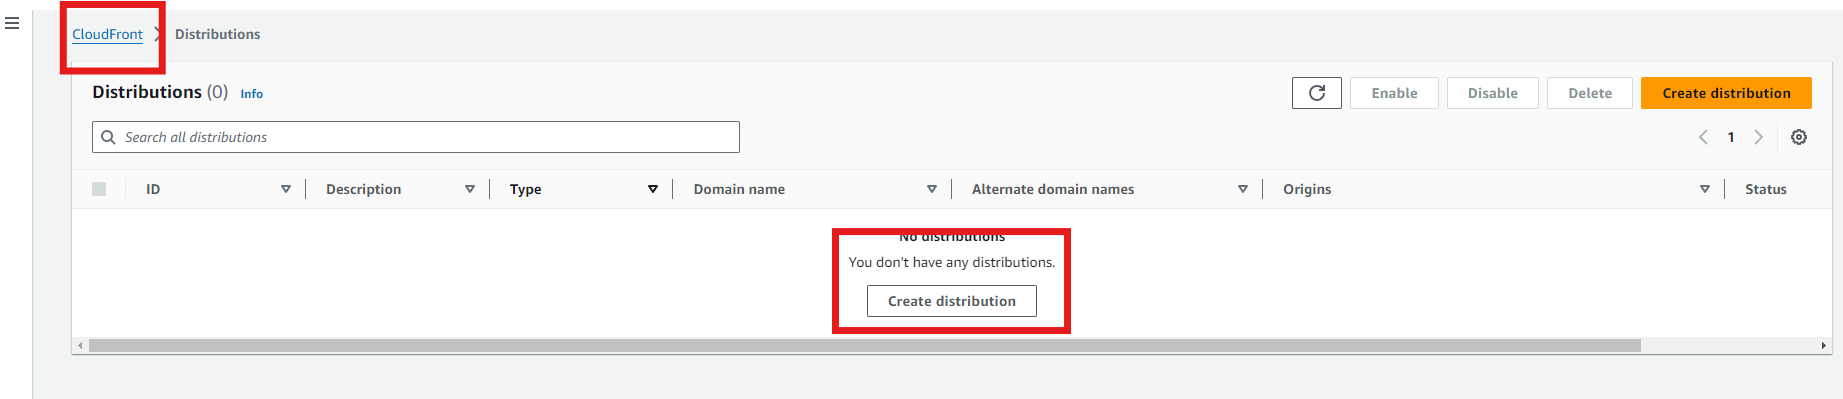 CloudFront > Distributions
Distributions (0) Info
Enable Disable Delete Create distribution
Search all distributions
1
ID Description Type Domain name Alternate domain names Origins Status
No distributions
You don't have any distributions.
Create distribution